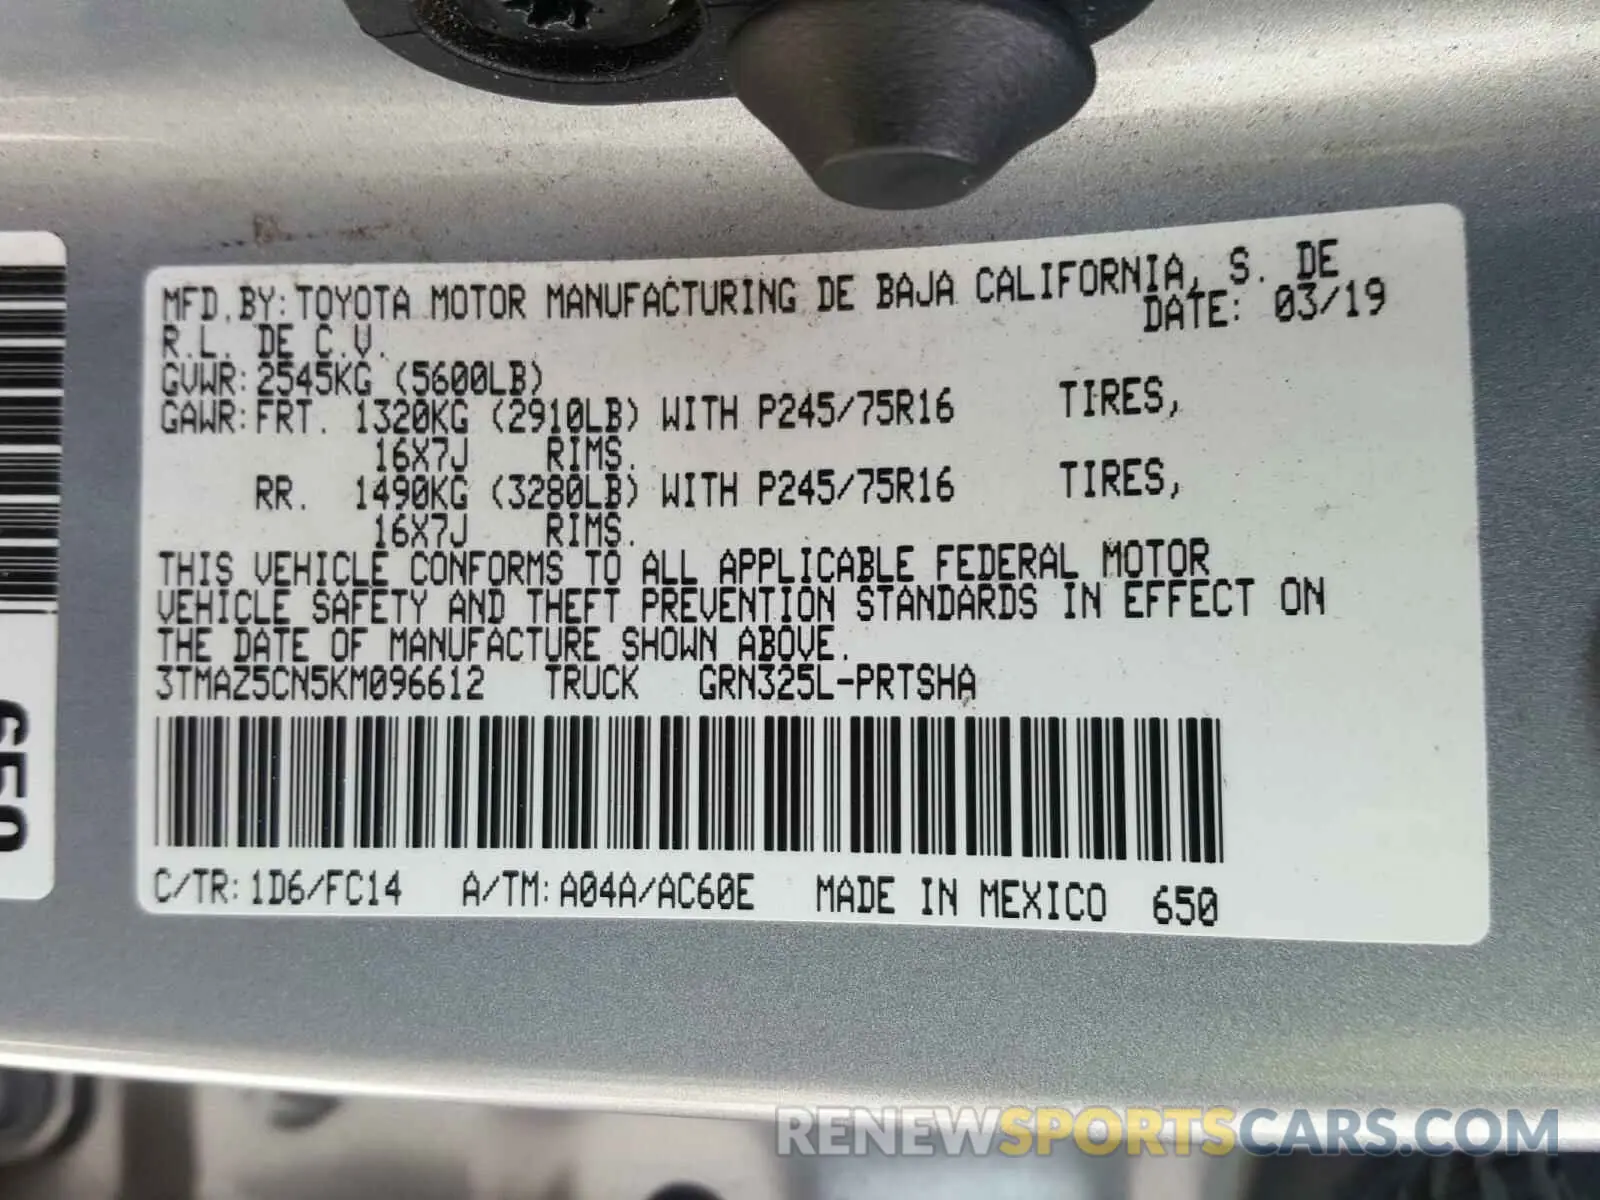 MFD.BY: TOYOTA MOTOR MANUFACTURING DE BAJA CALIFORNIA, S. DE
R.L. DE C.V. DATE: 03/19
GVWR: 2545KG (5600LB)
GAWR: FRT. 1320KG (2910LB) WITH P245/75R16 TIRES,
16X7J RIMS.
RR. 1490KG (3280LB) WITH P245/75R16 TIRES,
16X7J RIMS.
THIS VEHICLE CONFORMS TO ALL APPLICABLE FEDERAL MOTOR
VEHICLE SAFETY AND THEFT PREVENTION STANDARDS IN EFFECT ON
THE DATE OF MANUFACTURE SHOWN ABOVE.
3TMAZ5CN5KM096612 TRUCK GRN325L-PRTSHA
C/TR: 1D6/FC14 A/TM: A04A/AC60E MADE IN MEXICO 650
650
RENEWSPORTSCARS.COM